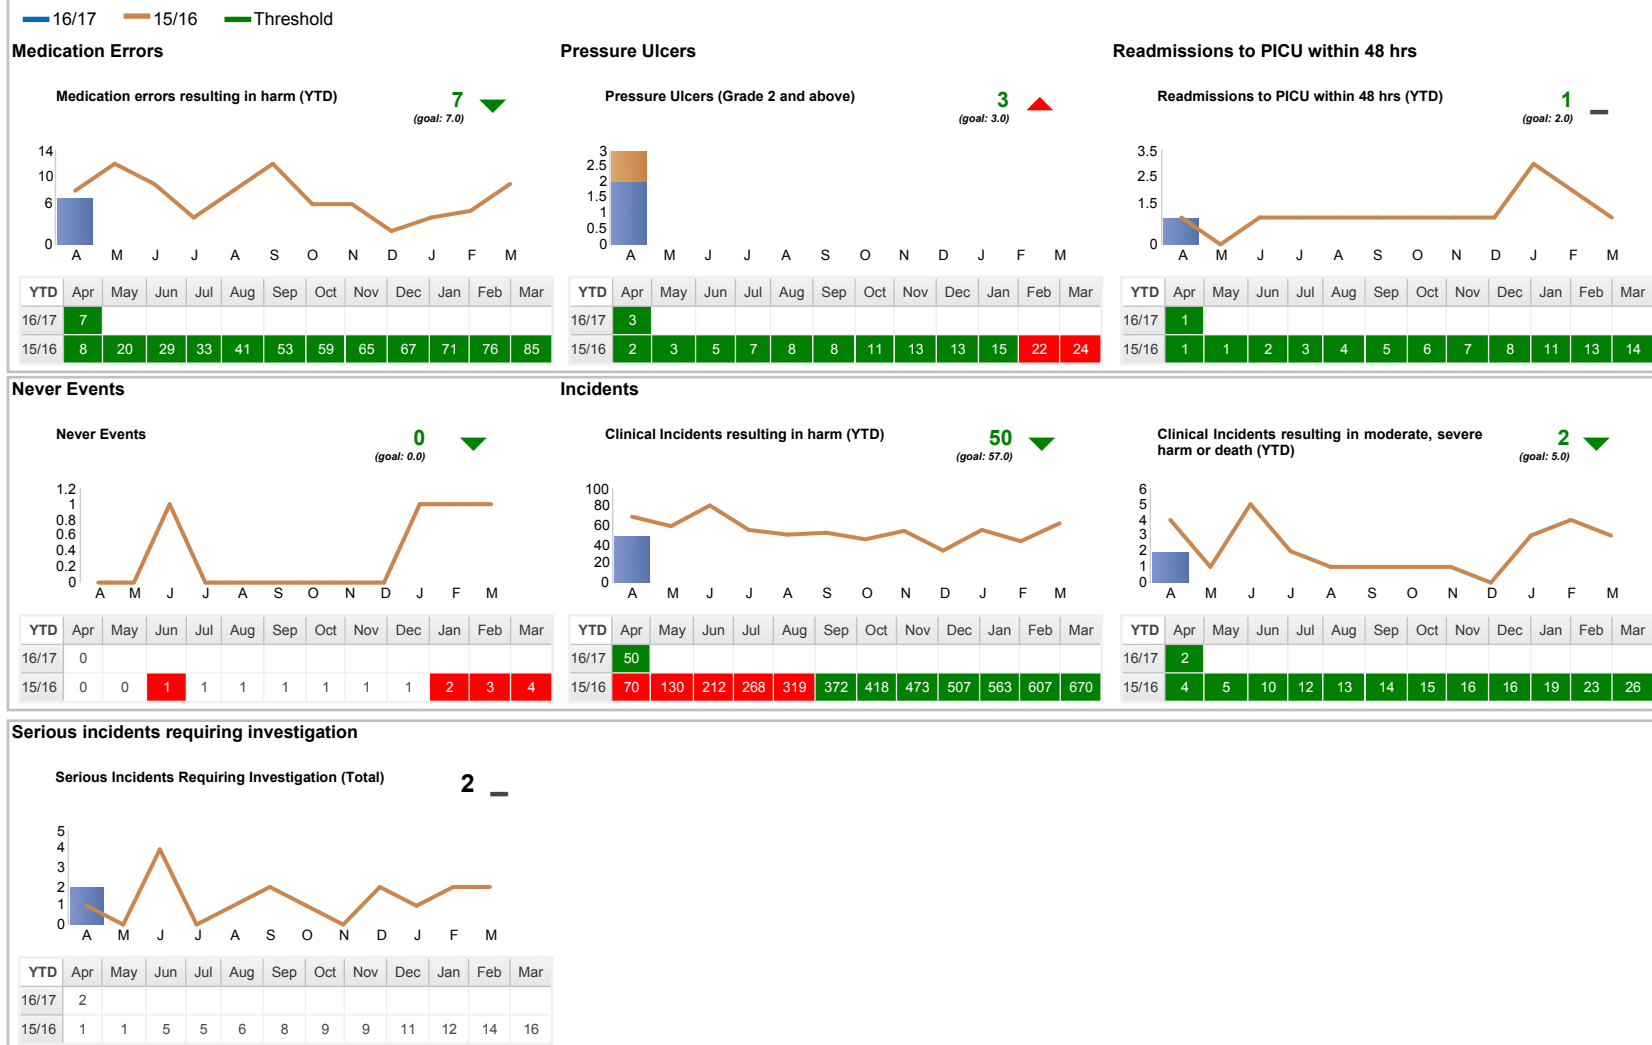 16/17 15/16 Threshold
Medication Errors
Pressure Ulcers
Readmissions to PICU within 48 hrs
Medication errors resulting in harm (YTD)
7
(goal: 7.0)
14
10
6
0
A M J J A S O N D J F M
YTD Apr May Jun Jul Aug Sep Oct Nov Dec Jan Feb Mar
16/17 7
15/16 8 20 29 33 41 53 59 65 67 71 76 85
Pressure Ulcers (Grade 2 and above)
3
(goal: 3.0)
3
2.5
2
1.5
1
0.5
0
A M J J A S O N D J F M
YTD Apr May Jun Jul Aug Sep Oct Nov Dec Jan Feb Mar
16/17 3
15/16 2 3 5 7 8 8 11 13 13 15 22 24
Readmissions to PICU within 48 hrs (YTD)
1
(goal: 2.0)
3.5
2.5
1.5
0
A M J J A S O N D J F M
YTD Apr May Jun Jul Aug Sep Oct Nov Dec Jan Feb Mar
16/17 1
15/16 1 1 2 3 4 5 6 7 8 11 13 14
Never Events
Incidents
Never Events
0
(goal: 0.0)
1.2
1
0.8
0.6
0.4
0.2
0
A M J J A S O N D J F M
YTD Apr May Jun Jul Aug Sep Oct Nov Dec Jan Feb Mar
16/17 0
15/16 0 0 1 1 1 1 1 1 1 2 3 4
Clinical Incidents resulting in harm (YTD)
50
(goal: 57.0)
100
80
60
40
20
0
A M J J A S O N D J F M
YTD Apr May Jun Jul Aug Sep Oct Nov Dec Jan Feb Mar
16/17 50
15/16 70 130 212 268 319 372 418 473 507 563 607 670
Clinical Incidents resulting in moderate, severe
harm or death (YTD)
2
(goal: 5.0)
6
5
4
3
2
1
0
A M J J A S O N D J F M
YTD Apr May Jun Jul Aug Sep Oct Nov Dec Jan Feb Mar
16/17 2
15/16 4 5 10 12 13 14 15 16 16 19 23 26
Serious incidents requiring investigation
Serious Incidents Requiring Investigation (Total)
2
5
4
3
2
1
0
A M J J A S O N D J F M
YTD Apr May Jun Jul Aug Sep Oct Nov Dec Jan Feb Mar
16/17 2
15/16 1 1 5 5 6 8 9 9 11 12 14 16